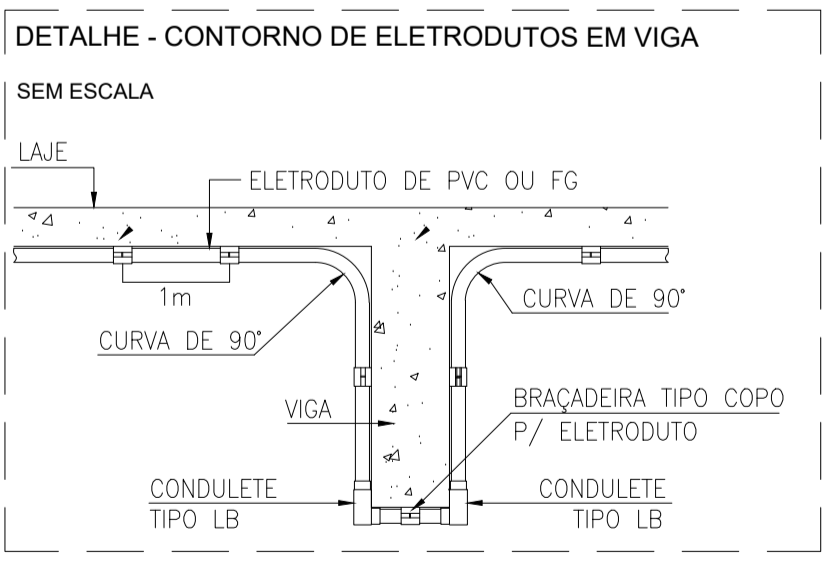 DETALHE - CONTORNO DE ELETRODUTOS EM VIGA
SEM ESCALA
LAJE
ELETRODUTO DE PVC OU FG
1m
CURVA DE 90°
CURVA DE 90°
VIGA
BRAÇADEIRA TIPO COPO
P/ ELETRODUTO
CONDULETE
TIPO LB
CONDULETE
TIPO LB